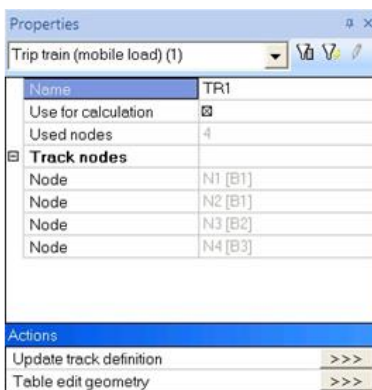 Properties
Trip train (mobile load) (1)
Name TR1
Use for calculation
Used nodes 4
Track nodes
Node N1 [B1]
Node N2 [B1]
Node N3 [B2]
Node N4 [B3]
Actions
Update track definition >>>
Table edit geometry >>>